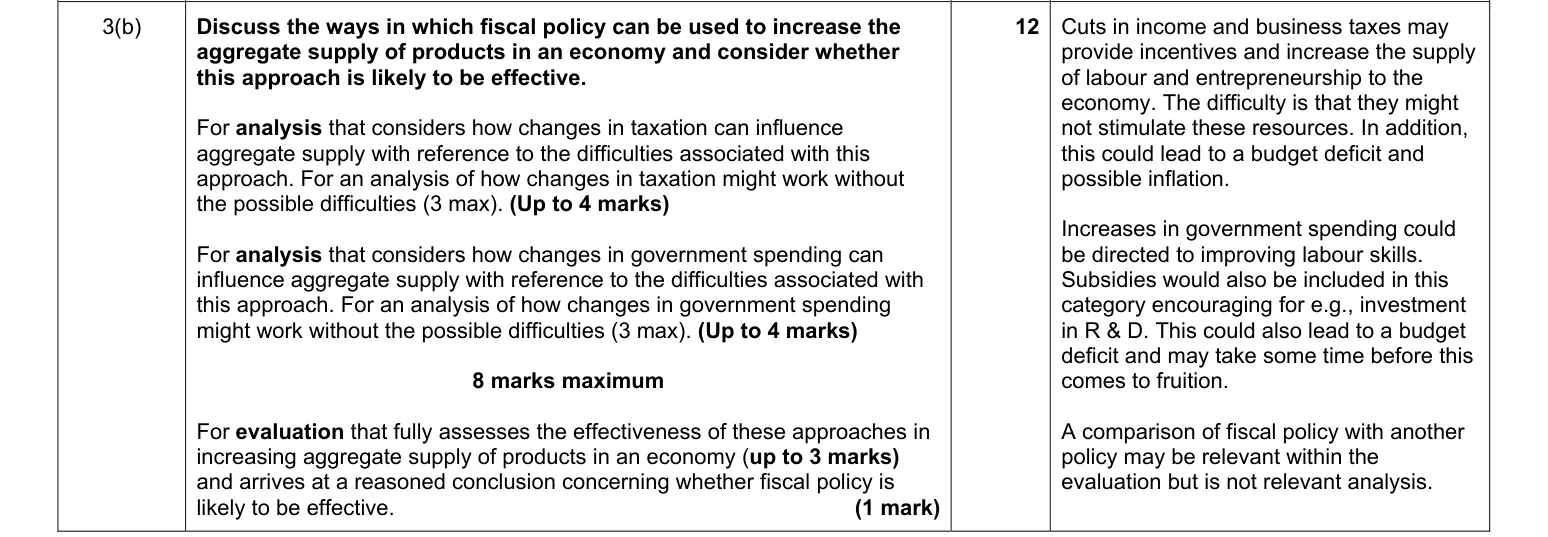 3(b)
Discuss the ways in which fiscal policy can be used to increase the
aggregate supply of products in an economy and consider whether
this approach is likely to be effective.
For analysis that considers how changes in taxation can influence
aggregate supply with reference to the difficulties associated with this
approach. For an analysis of how changes in taxation might work without
the possible difficulties (3 max). (Up to 4 marks)
For analysis that considers how changes in government spending can
influence aggregate supply with reference to the difficulties associated with
this approach. For an analysis of how changes in government spending
might work without the possible difficulties (3 max). (Up to 4 marks)
8 marks maximum
For evaluation that fully assesses the effectiveness of these approaches in
increasing aggregate supply of products in an economy (up to 3 marks)
and arrives at a reasoned conclusion concerning whether fiscal policy is
likely to be effective. (1 mark)
12
Cuts in income and business taxes may
provide incentives and increase the supply
of labour and entrepreneurship to the
economy. The difficulty is that they might
not stimulate these resources. In addition,
this could lead to a budget deficit and
possible inflation.
Increases in government spending could
be directed to improving labour skills.
Subsidies would also be included in this
category encouraging for e.g., investment
in R & D. This could also lead to a budget
deficit and may take some time before this
comes to fruition.
A comparison of fiscal policy with another
policy may be relevant within the
evaluation but is not relevant analysis.